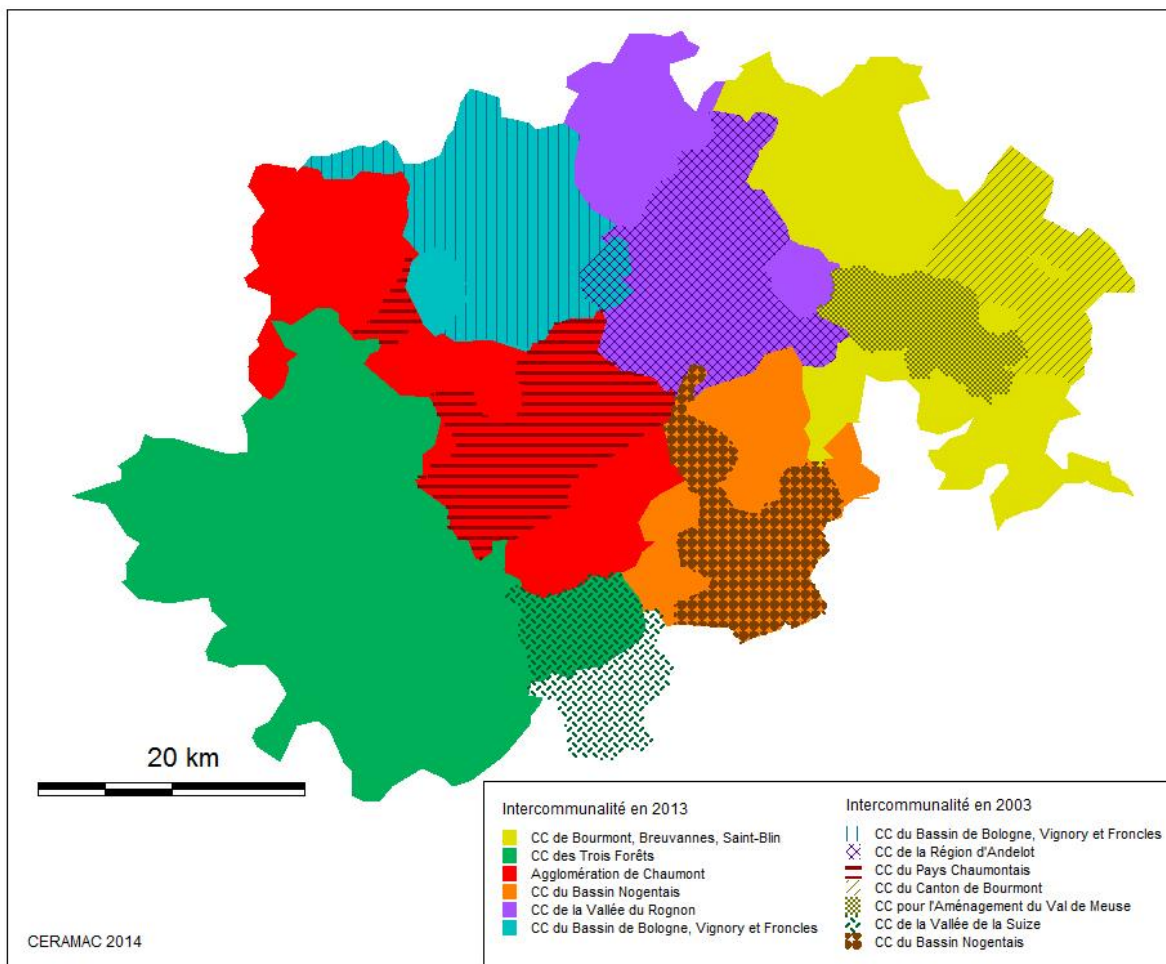 20 km
CERAMAC 2014
Intercommunalité en 2013
CC de Bourmont, Breuvannes, Saint-Blin
CC des Trois Forêts
Agglomération de Chaumont
CC du Bassin Nogentais
CC de la Vallée du Rognon
CC du Bassin de Bologne, Vignory et Froncles
Intercommunalité en 2003
CC du Bassin de Bologne, Vignory et Froncles
CC de la Région d'Andelot
CC du Pays Chaumontais
CC du Canton de Bourmont
CC pour l'Aménagement du Val de Meuse
CC de la Vallée de la Suize
CC du Bassin Nogentais